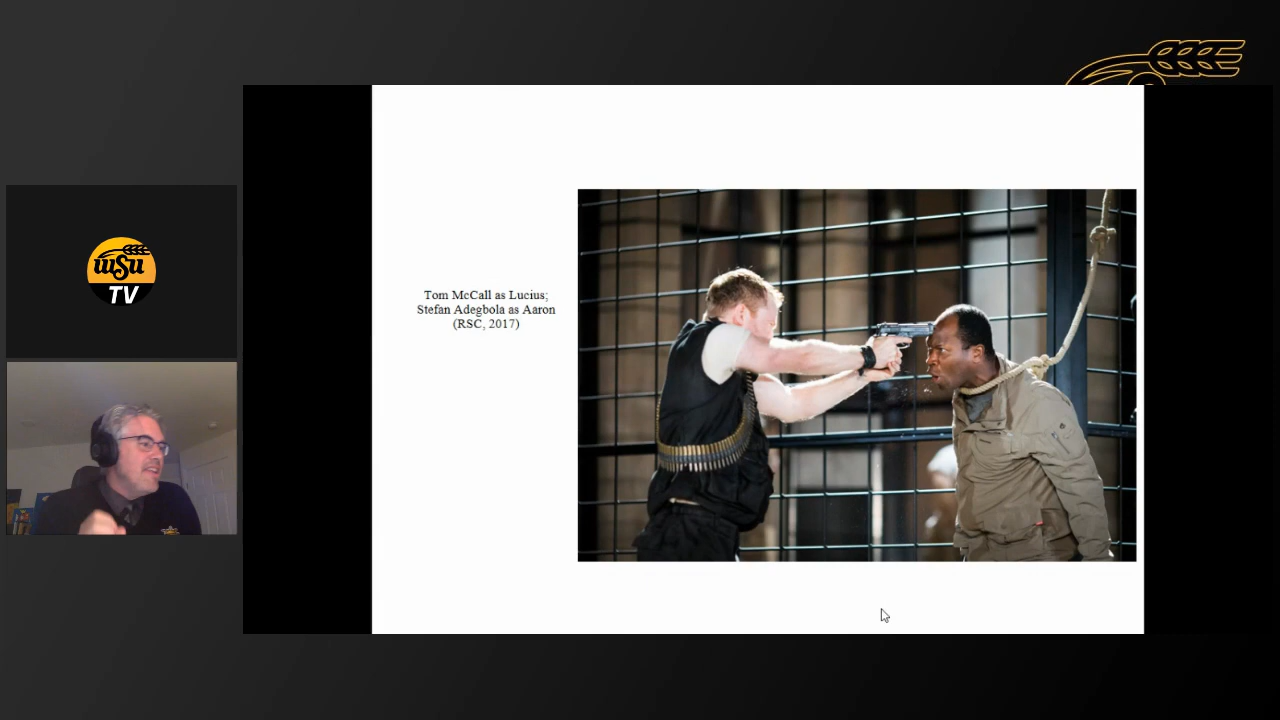 WSU
TV
Tom McCall as Lucius;
Stefan Adegbola as Aaron
(RSC, 2017)